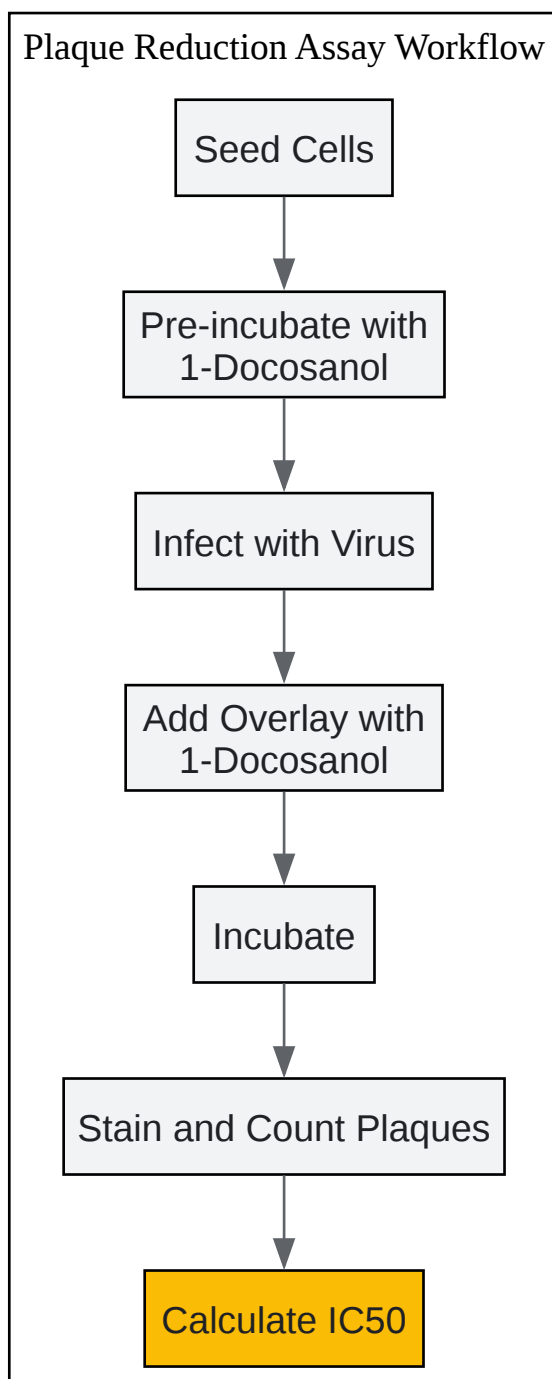 Plaque Reduction Assay Workflow
Seed Cells
Pre-incubate with
1-Docosanol
Infect with Virus
Add Overlay with
1-Docosanol
Incubate
Stain and Count Plaques
Calculate IC50